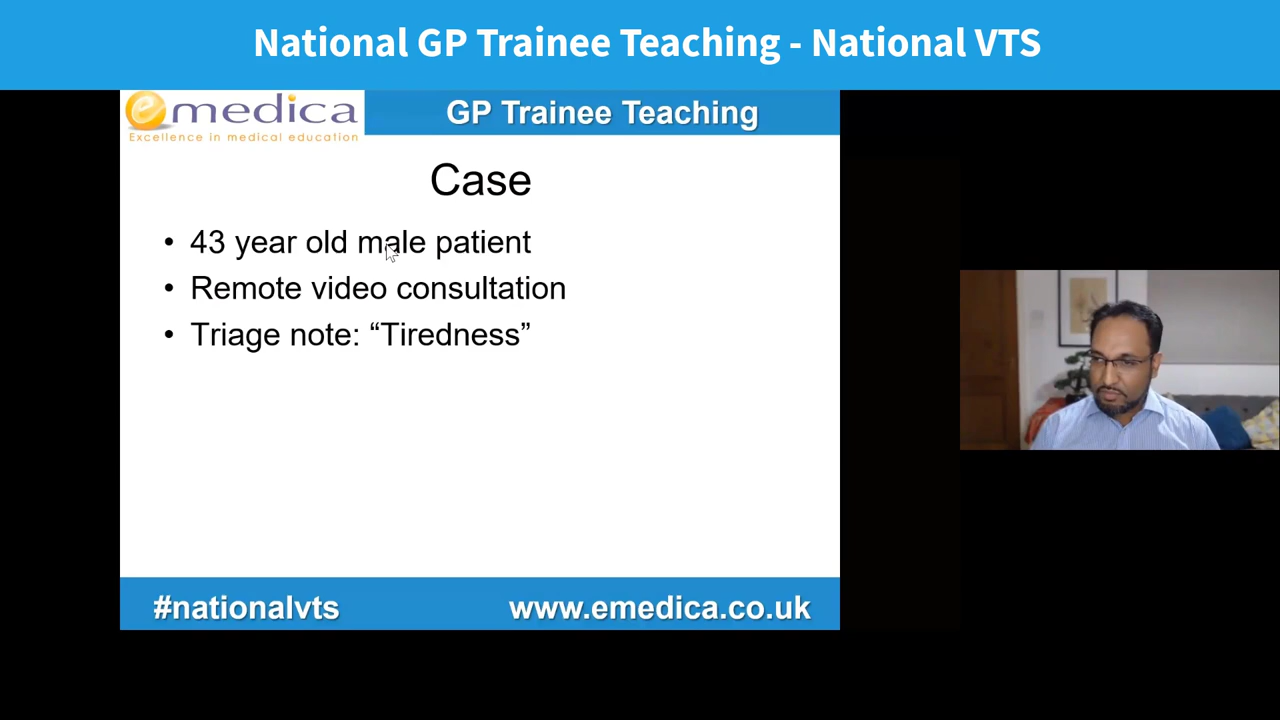 National GP Trainee Teaching - National VTS
emedica
Excellence in medical education
GP Trainee Teaching
Case
• 43 year old male patient
• Remote video consultation
• Triage note: “Tiredness”
#nationalvts
www.emedica.co.uk